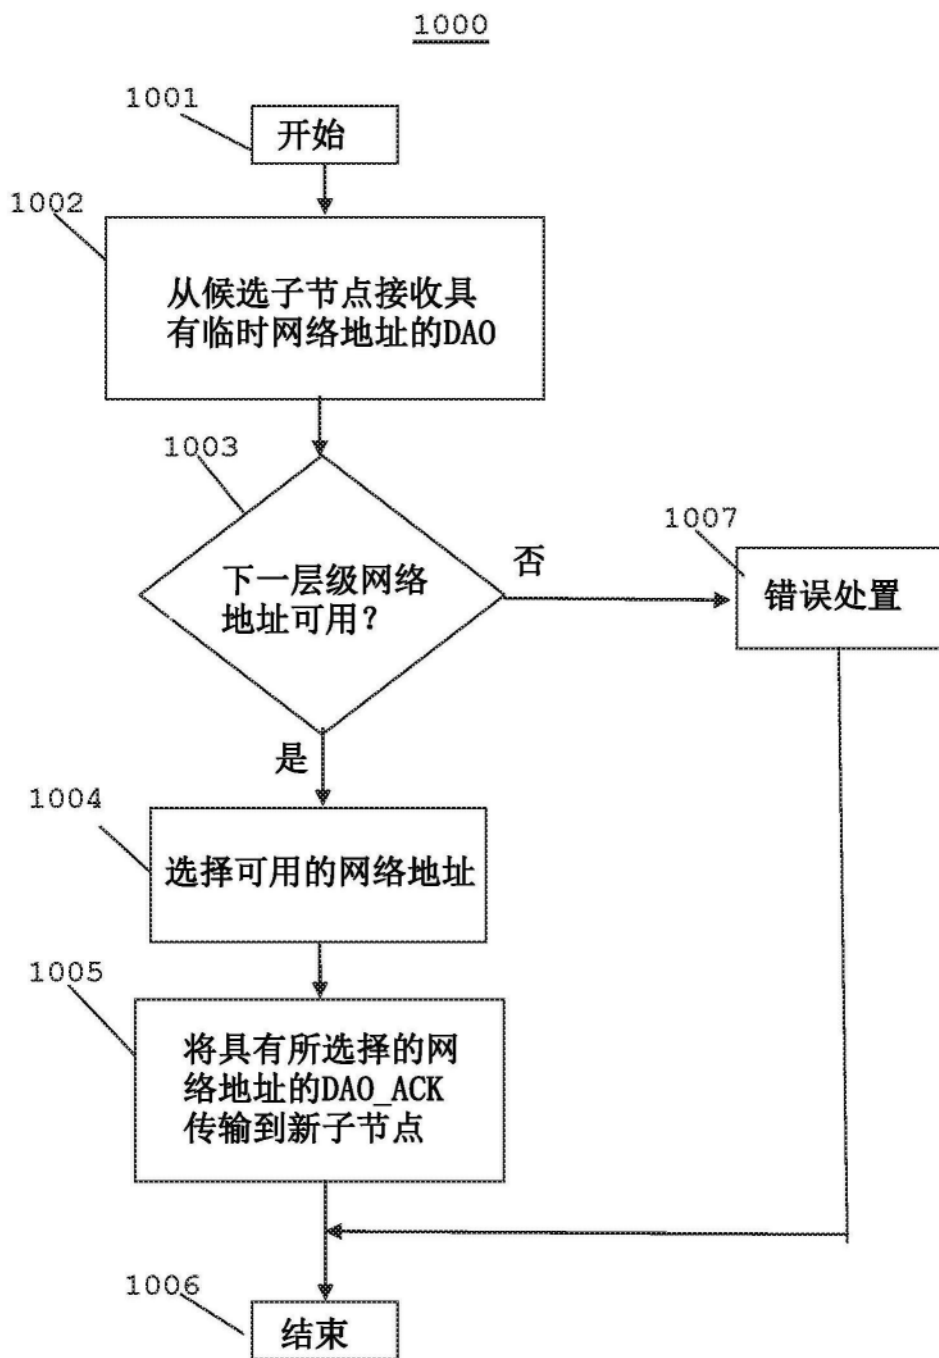 1000
1001
开始
1002
从候选子节点接收具
有临时网络地址的DAO
1003
下一层级网络
地址可用？
否
1007
错误处置
是
1004
选择可用的网络地址
1005
将具有所选择的网
络地址的DAO_ACK
传输到新子节点
1006
结束